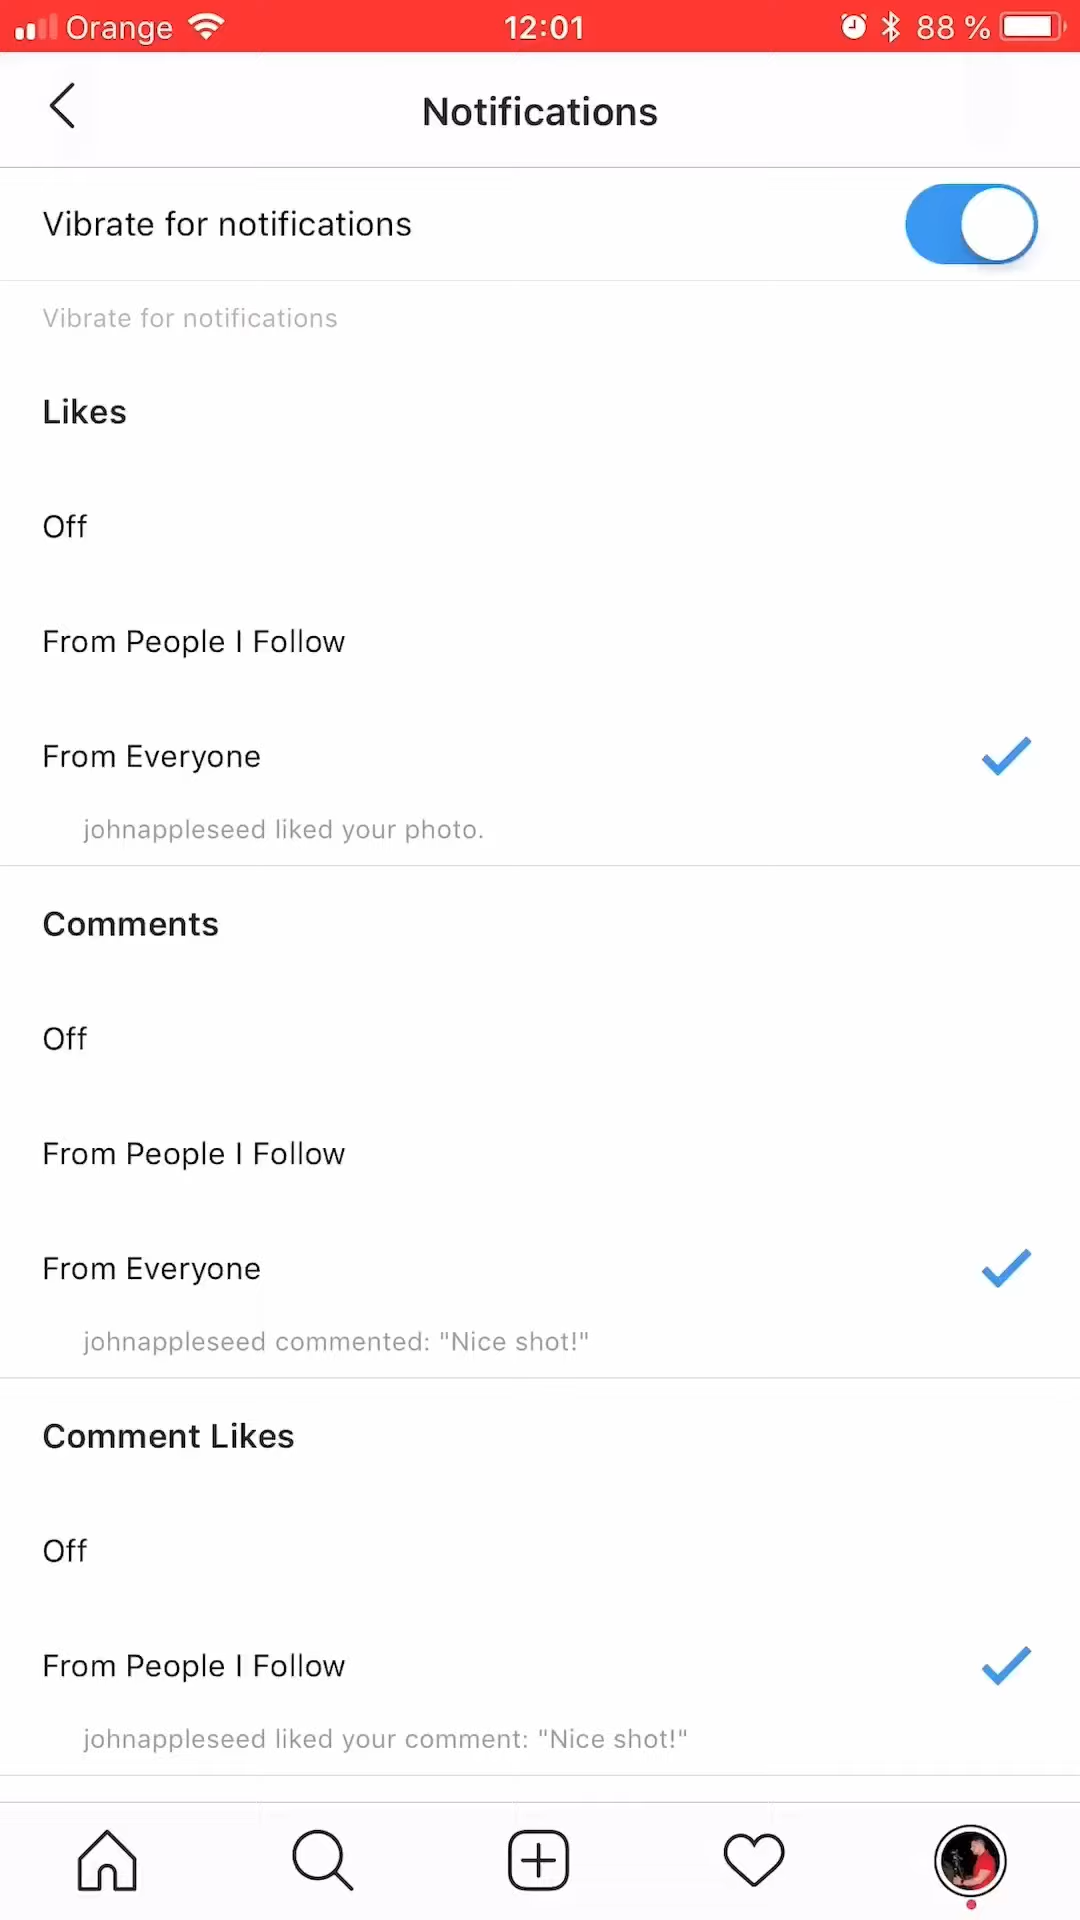 Orange 12:01 88 %
Notifications
Vibrate for notifications
Vibrate for notifications
Likes
Off
From People I Follow
From Everyone
johnappleseed liked your photo.
Comments
Off
From People I Follow
From Everyone
johnappleseed commented: "Nice shot!"
Comment Likes
Off
From People I Follow
johnappleseed liked your comment: "Nice shot!"